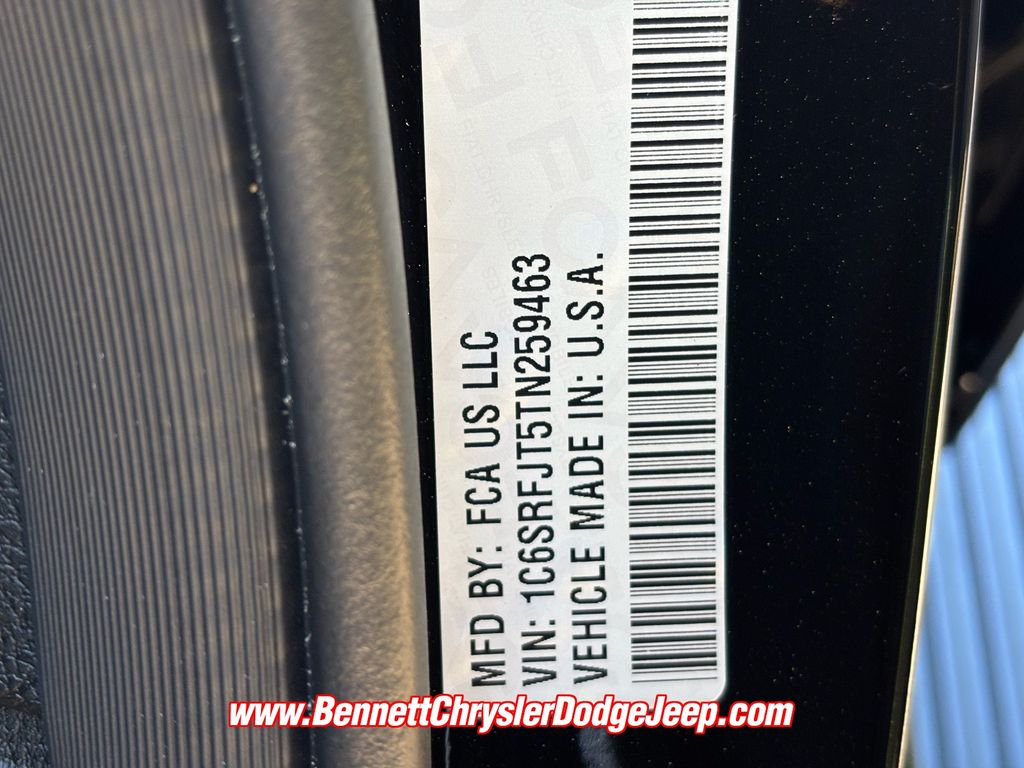 MFD BY: FCA US LLC
VIN: 1C6SRFJT5TN259463
VEHICLE MADE IN: U.S.A.
www.BennettChryslerDodgeJeep.com